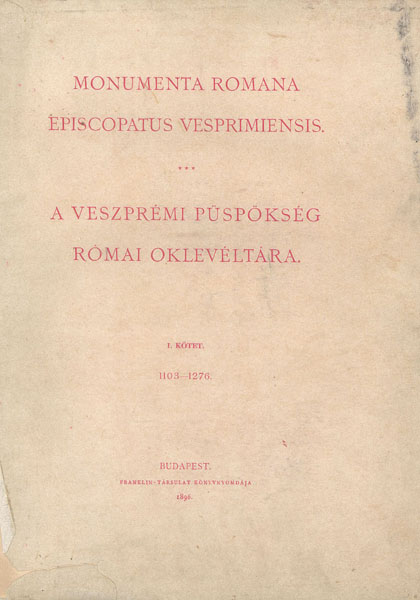 MONUMENTA ROMANA
EPISCOPATUS VESPRIMIENSIS.
***
A VESZPRÉMI PÜSPÖKSÉG
RÓMAI OKLEVÉLTÁRA.
I. KÖTET.
1103—1276.
BUDAPEST.
FRANKLIN-TÁRSULAT KÖNYVNYOMDÁJA
1896.